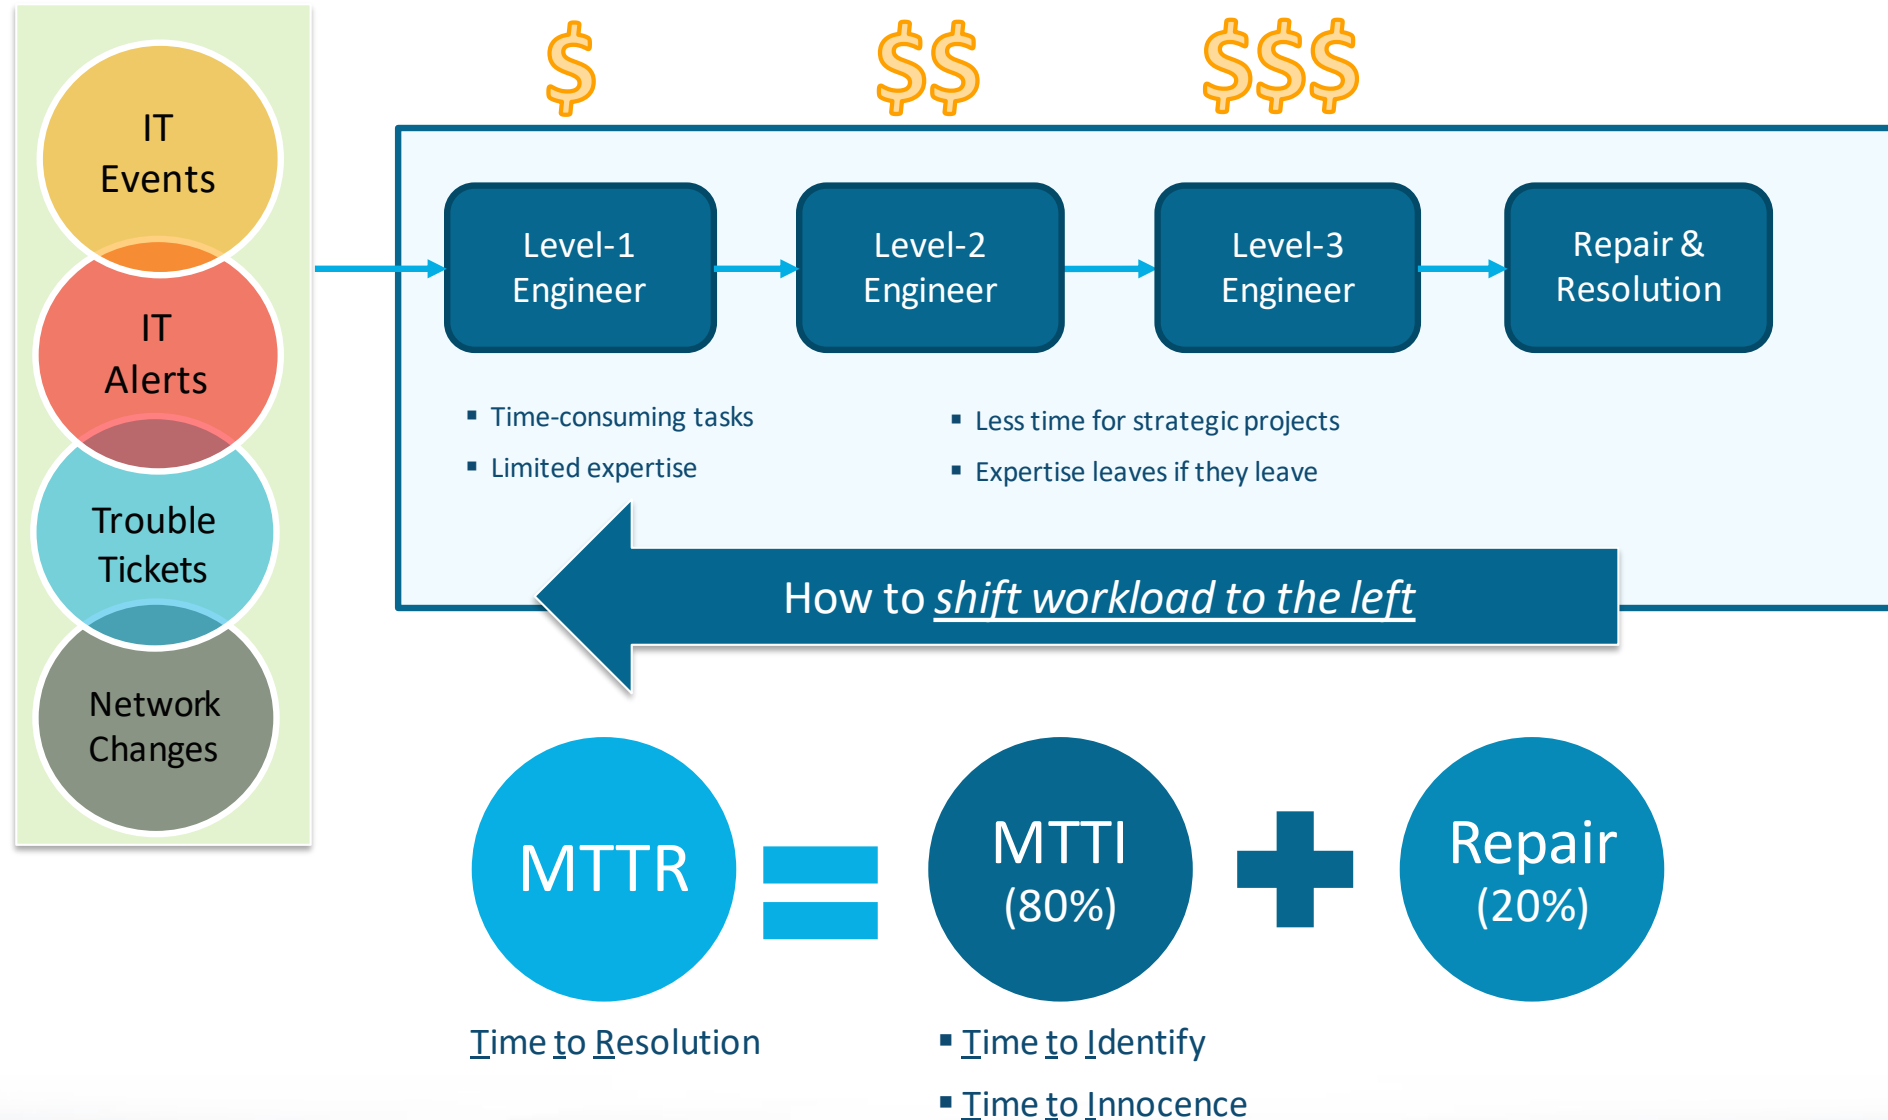 IT
Events
IT
Alerts
Trouble
Tickets
Network
Changes
$
$$
$$$
Level-1
Engineer
Level-2
Engineer
Level-3
Engineer
Repair &
Resolution
▪ Time-consuming tasks
▪ Limited expertise
▪ Less time for strategic projects
▪ Expertise leaves if they leave
How to shift workload to the left
MTTR
=
MTTI
(80%)
+
Repair
(20%)
Time to Resolution
▪ Time to Identify
▪ Time to Innocence